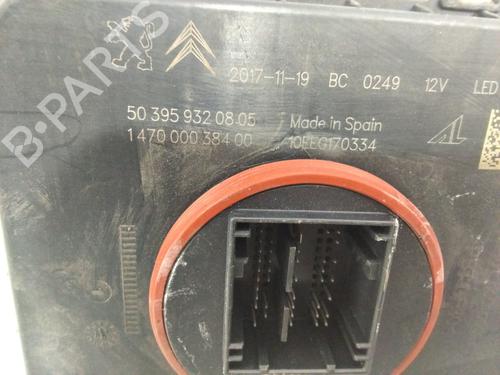 2017-11-19 BC 0249 12V LED
50 395 932 08 05 Made in Spain
1 470 000 384 00 10EEG170334
B-PARTS